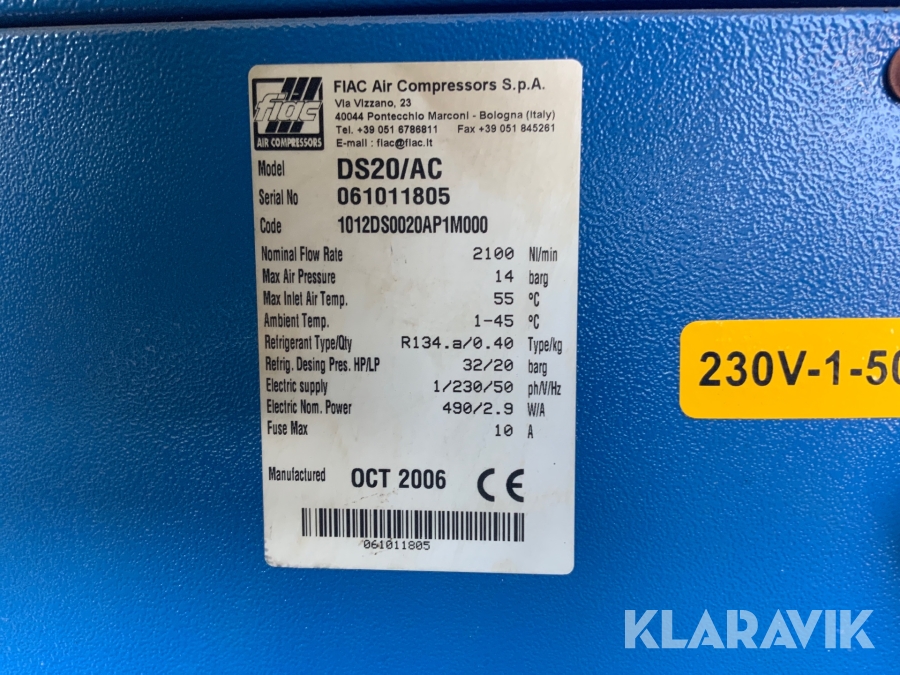 fiac
AIR COMPRESSORS
FIAC Air Compressors S.p.A.
Via Vizzano, 23
40044 Pontecchio Marconi - Bologna (Italy)
Tel. +39 051 6786811 Fax +39 051 845261
E-mail : fiac@fiac.it
Model DS20/AC
Serial No 061011805
Code 1012DS0020AP1M000
Nominal Flow Rate 2100 Nl/min
Max Air Pressure 14 barg
Max Inlet Air Temp. 55 °C
Ambient Temp. 1-45 °C
Refrigerant Type/Qty R134.a/0.40 Type/kg
Refrig. Desing Pres. HP/LP 32/20 barg
Electric supply 1/230/50 ph/V/Hz
Electric Nom. Power 490/2.9 W/A
Fuse Max 10 A
Manufactured OCT 2006 CE
061011805
230V-1-50
KLARAVIK